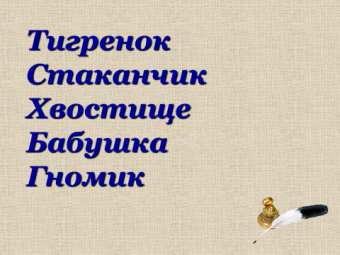 Тигренок
Стаканчик
Хвостище
Бабушка
Гномик